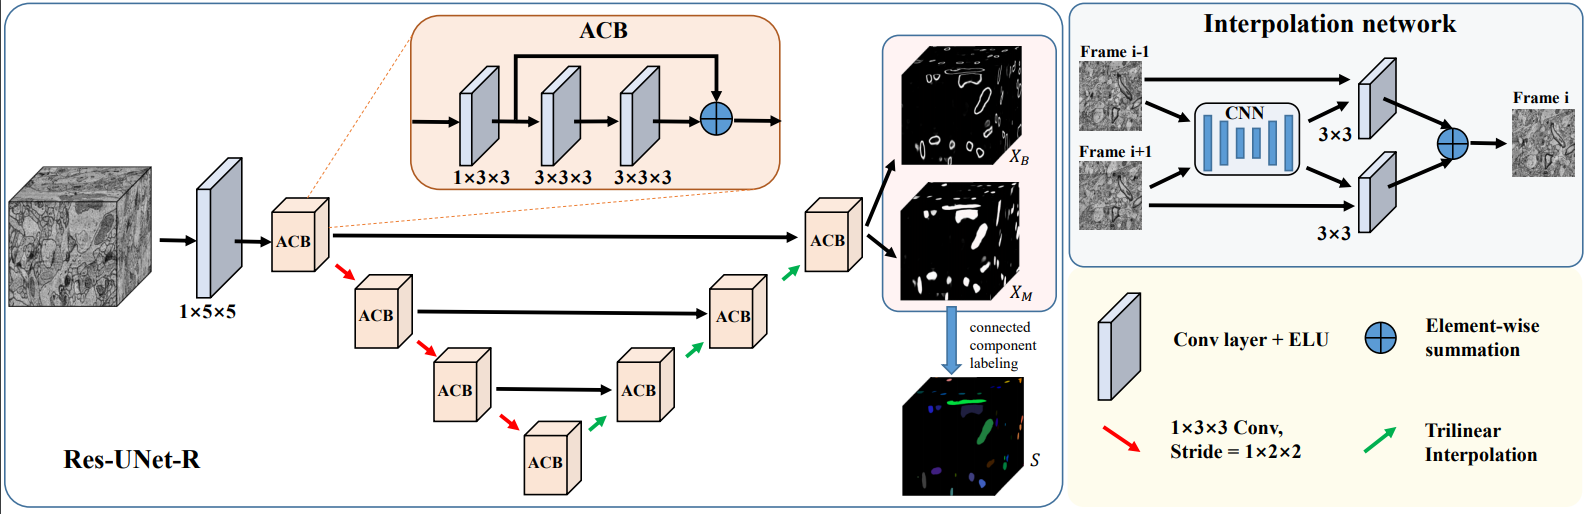 ACB
1×3×3 3×3×3 3×3×3
1×5×5
ACB
ACB
ACB
ACB
ACB
ACB
ACB
X_B
X_M
connected
component
labeling
S
Res-UNet-R
Interpolation network
Frame i-1
Frame i+1
CNN
3×3
3×3
Frame i
Conv layer + ELU
Element-wise
summation
1×3×3 Conv,
Stride = 1×2×2
Trilinear
Interpolation